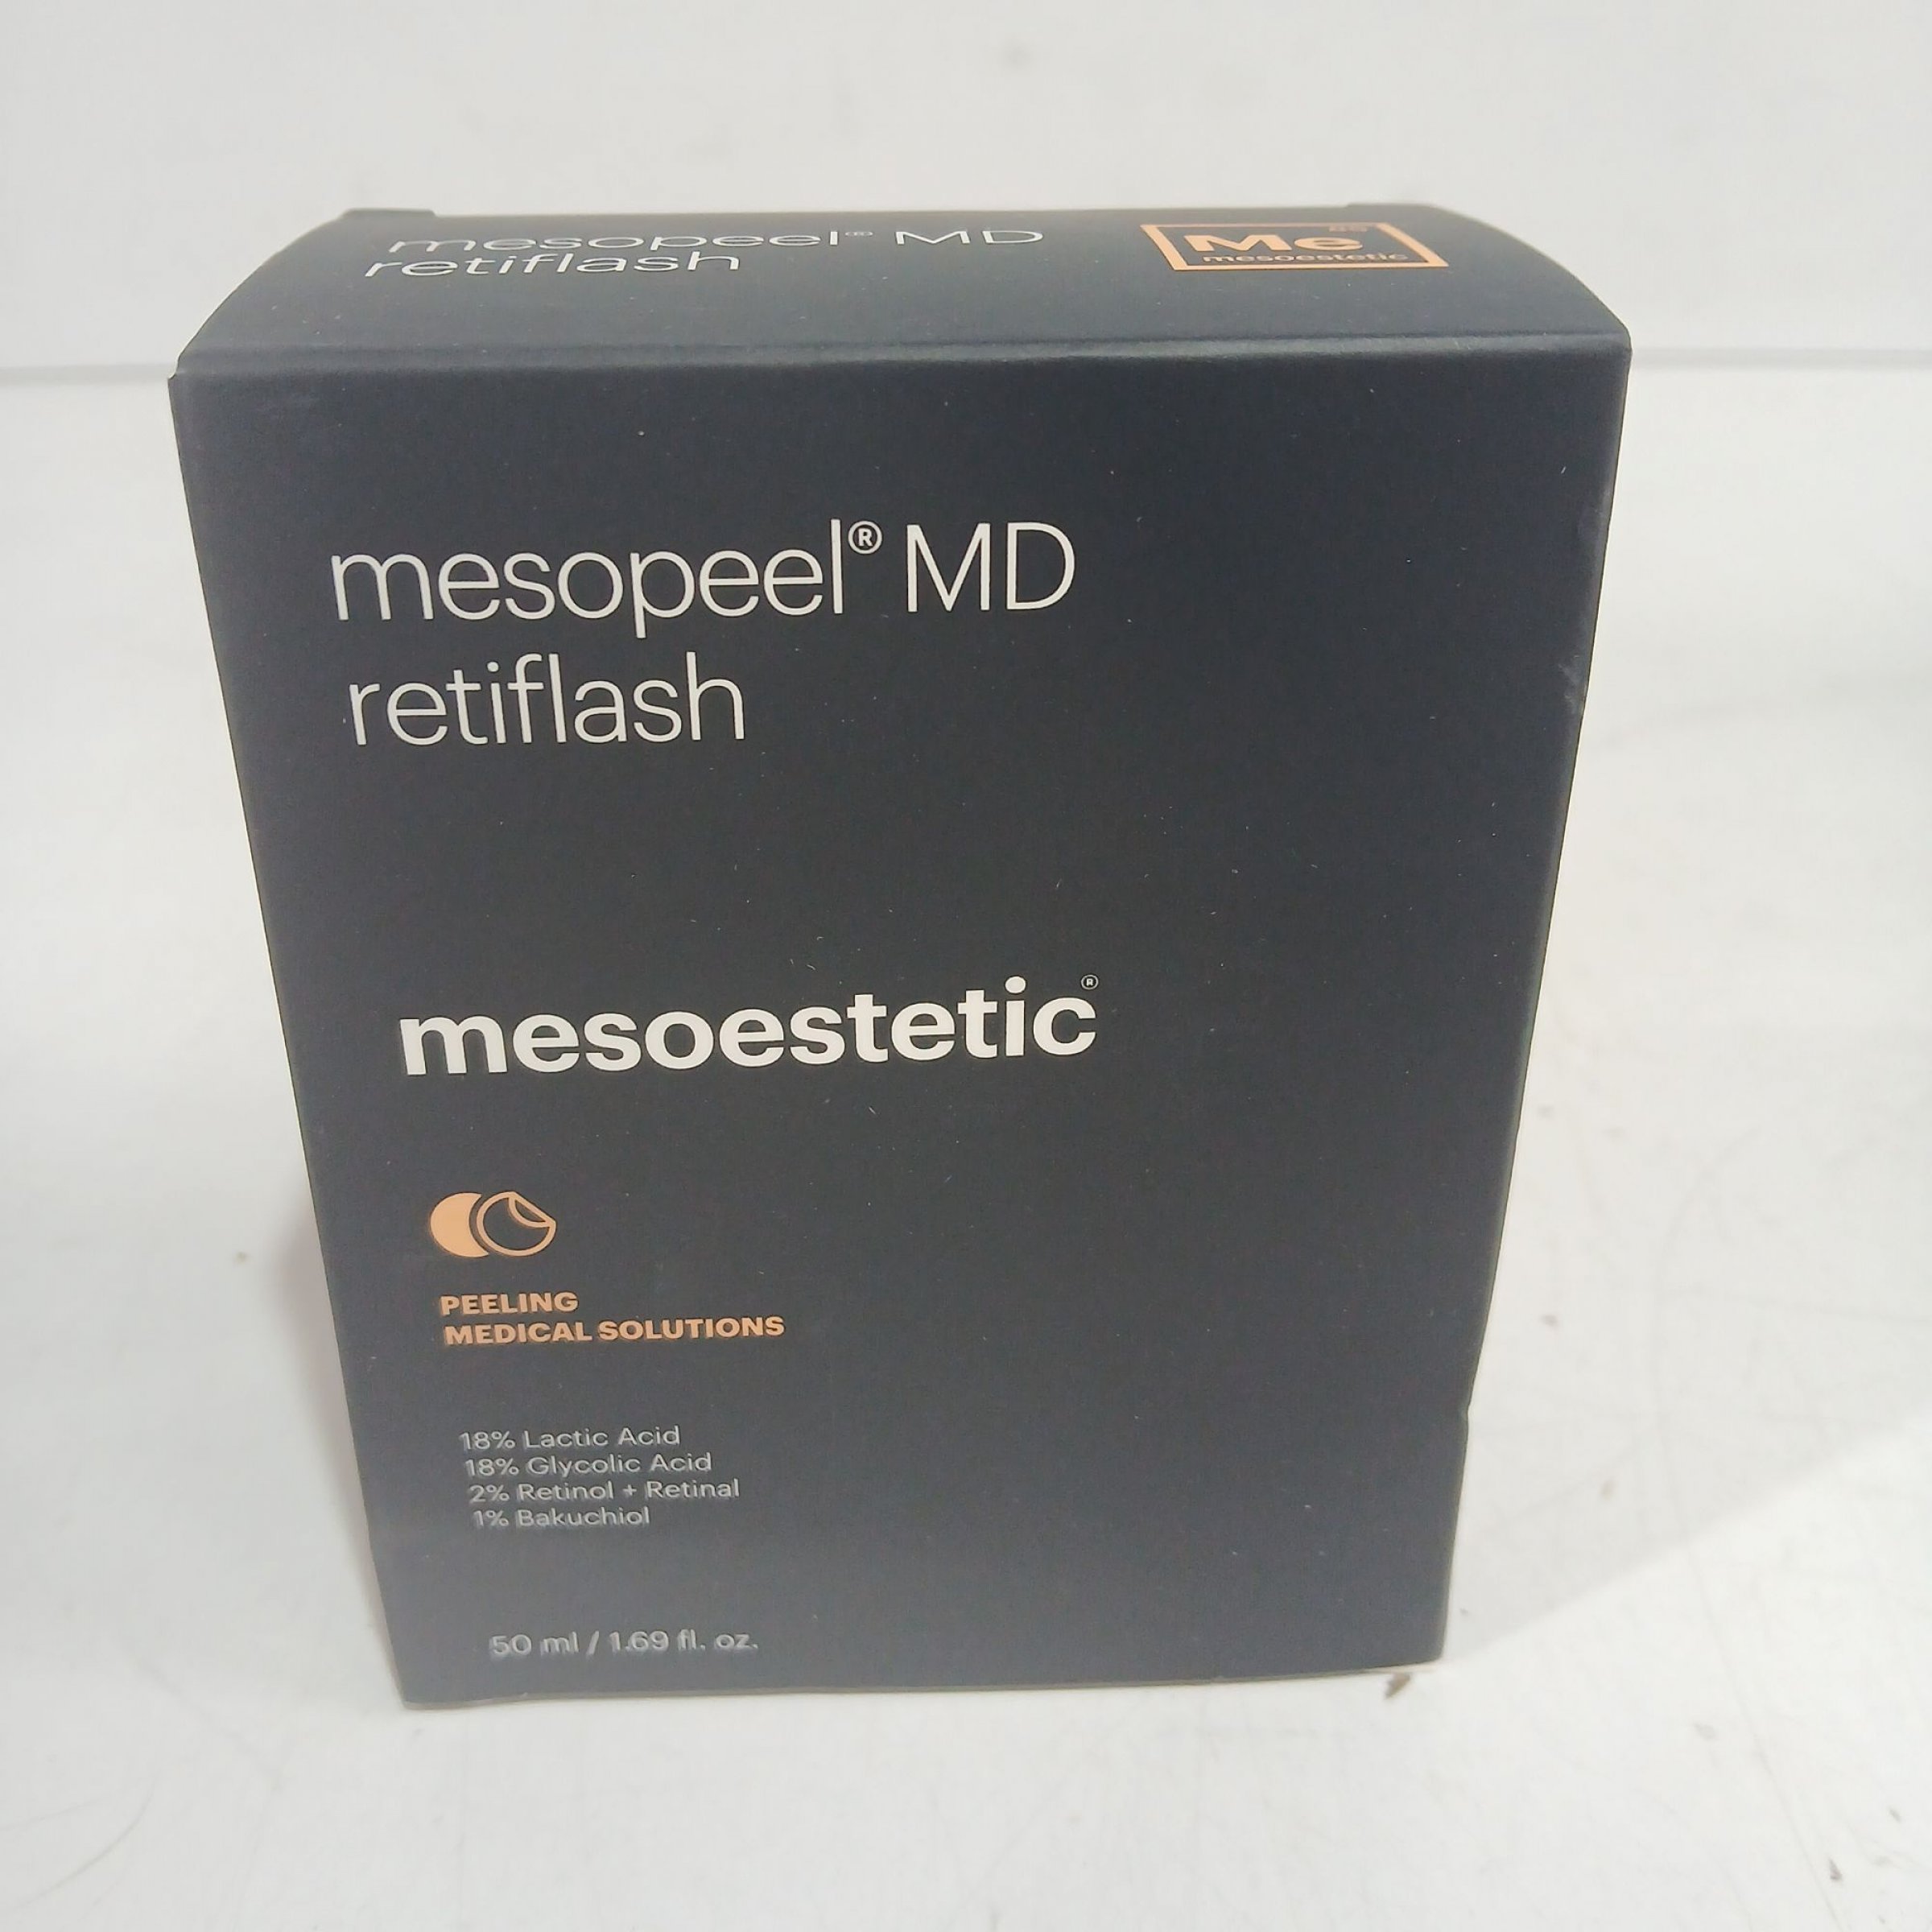 mesopeel® MD
retiflash
Me
mesoestetic
mesopeel® MD
retiflash
mesoestetic®
PEELING
MEDICAL SOLUTIONS
18% Lactic Acid
18% Glycolic Acid
2% Retinol + Retinal
1% Bakuchiol
50 ml / 1.69 fl. oz.